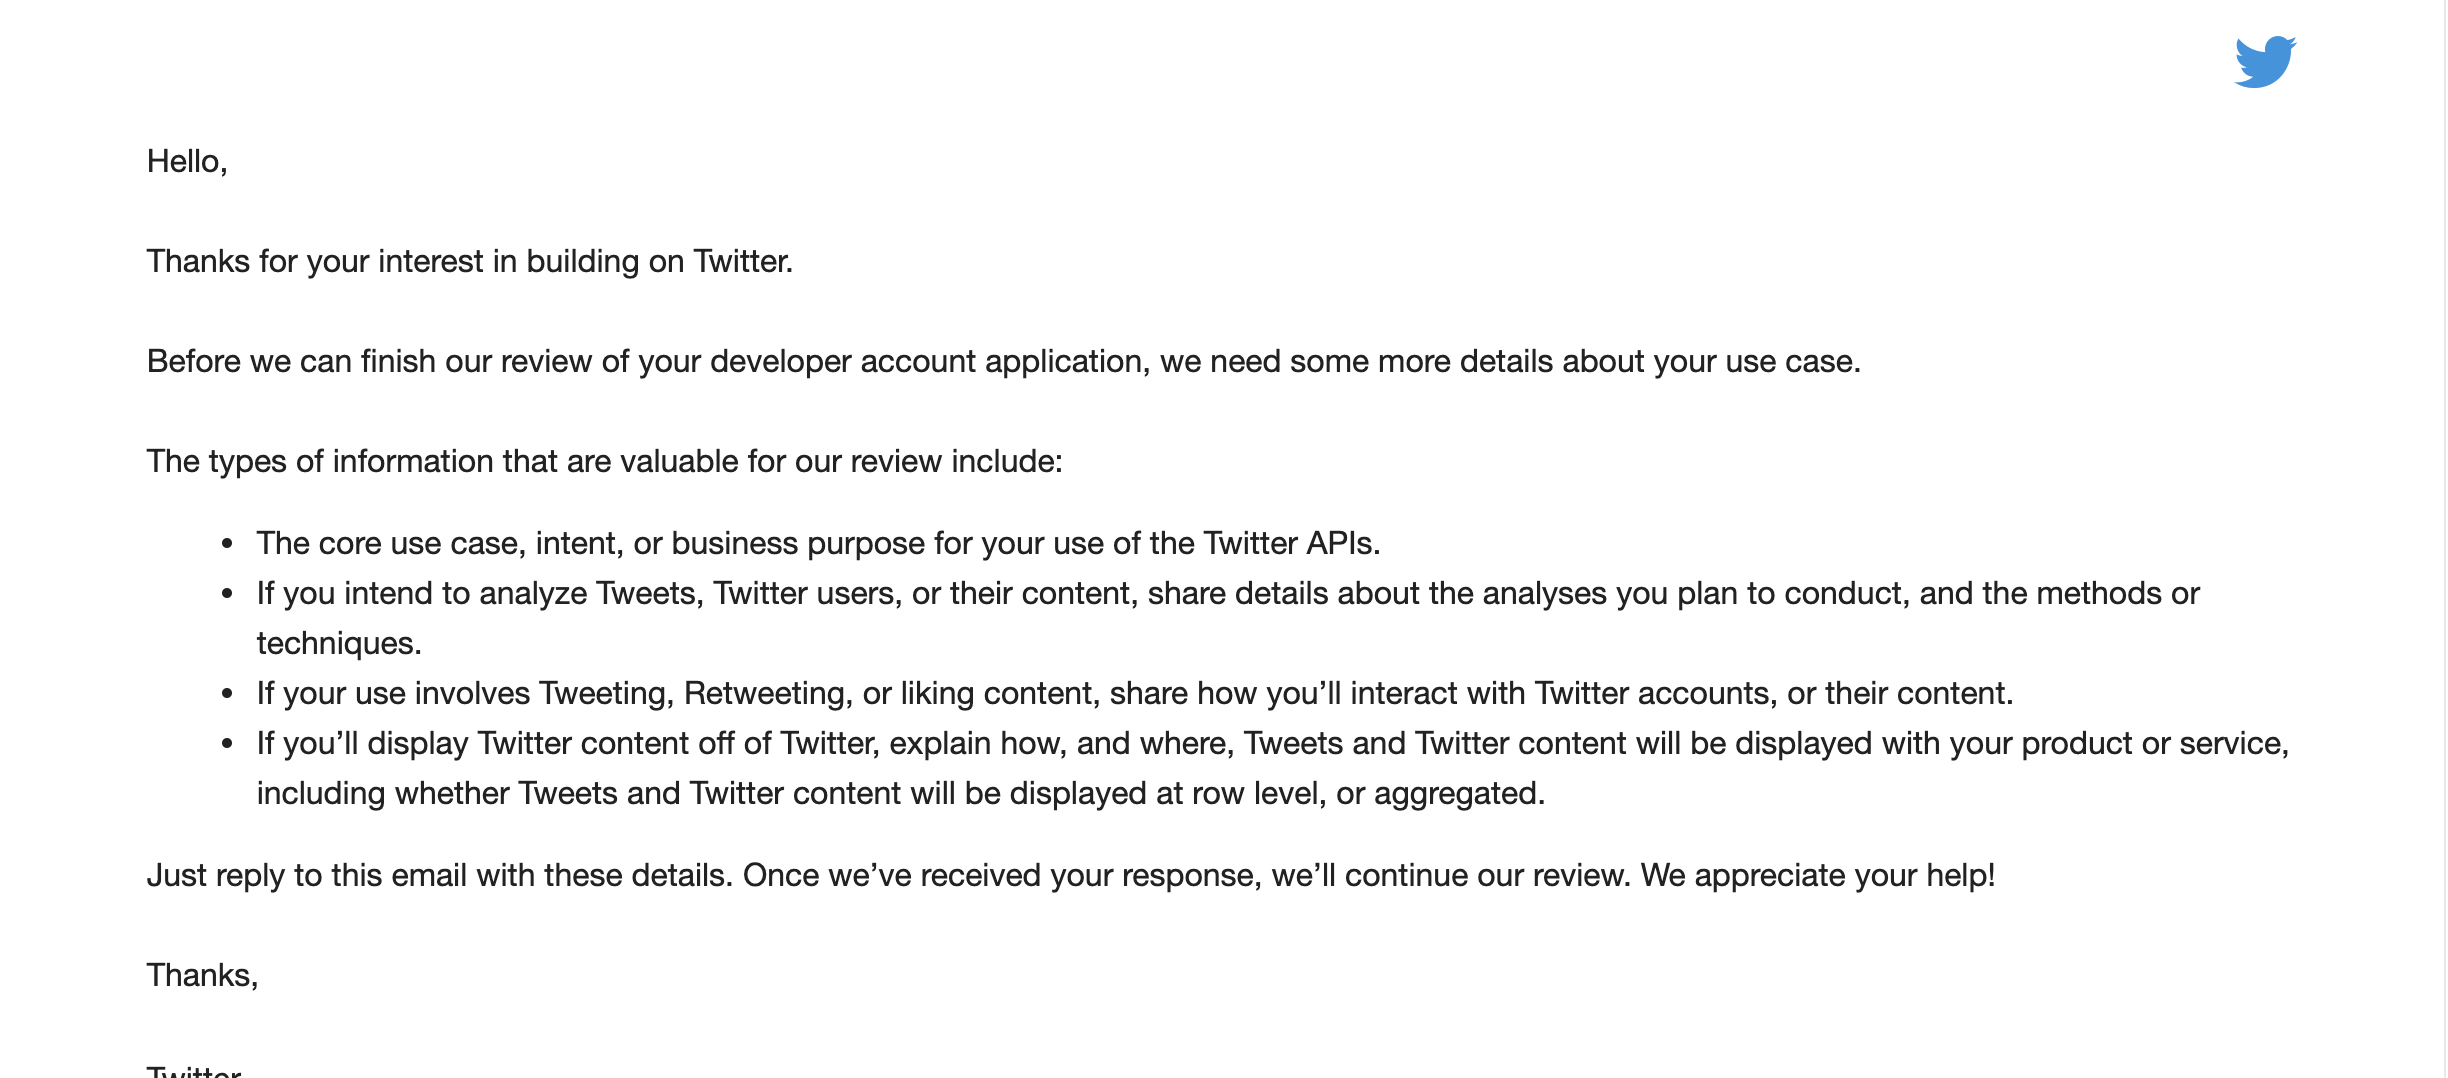 Hello,
Thanks for your interest in building on Twitter.
Before we can finish our review of your developer account application, we need some more details about your use case.
The types of information that are valuable for our review include:
• The core use case, intent, or business purpose for your use of the Twitter APIs.
• If you intend to analyze Tweets, Twitter users, or their content, share details about the analyses you plan to conduct, and the methods or
techniques.
• If your use involves Tweeting, Retweeting, or liking content, share how you’ll interact with Twitter accounts, or their content.
• If you’ll display Twitter content off of Twitter, explain how, and where, Tweets and Twitter content will be displayed with your product or service,
including whether Tweets and Twitter content will be displayed at row level, or aggregated.
Just reply to this email with these details. Once we’ve received your response, we’ll continue our review. We appreciate your help!
Thanks,
Twitter